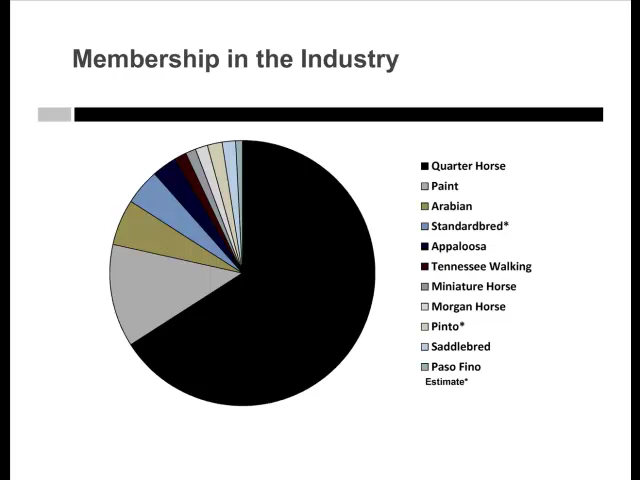 Membership in the Industry
Quarter Horse
Paint
Arabian
Standardbred*
Appaloosa
Tennessee Walking
Miniature Horse
Morgan Horse
Pinto*
Saddlebred
Paso Fino
Estimate*